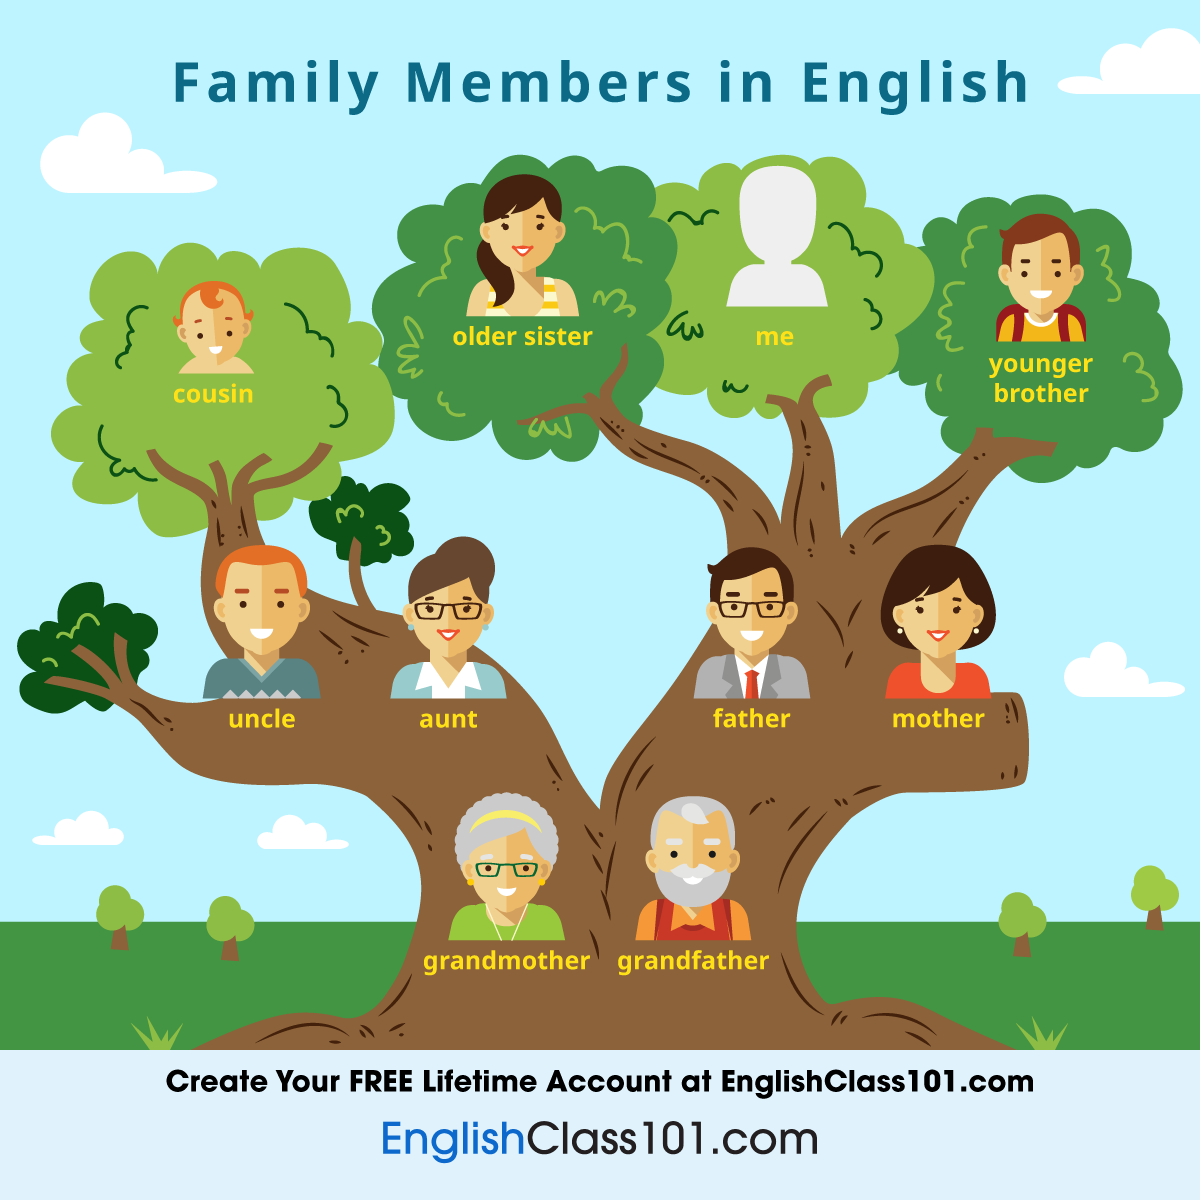 Family Members in English
older sister
me
younger
brother
cousin
uncle
aunt
father
mother
grandmother
grandfather
Create Your FREE Lifetime Account at EnglishClass101.com
EnglishClass101.com